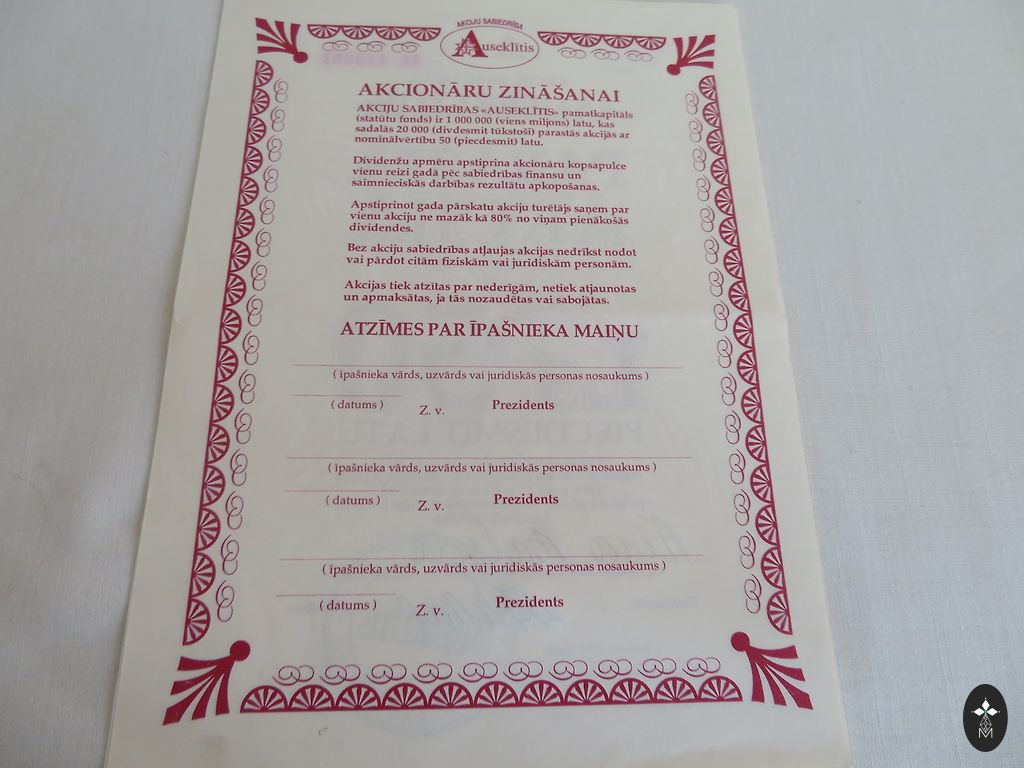 AKCIJU SABIEDRĪBA
Auseklītis
AKCIONĀRU ZINĀŠANAI
AKCIJU SABIEDRĪBAS «AUSEKLĪTIS» pamatkapitāls
(statūtu fonds) ir 1 000 000 (viens miljons) latu, kas
sadalās 20 000 (divdesmit tūkstoši) parastās akcijās ar
nominālvērtību 50 (piecdesmit) latu.
Dividenžu apmēru apstiprina akcionāru kopsapulce
vienu reizi gadā pēc sabiedrības finansu un
saimnieciskās darbības rezultātu apkopošanas.
Apstiprinot gada pārskatu akciju turētājs saņem par
vienu akciju ne mazāk kā 80% no viņam pienākošās
dividendes.
Bez akciju sabiedrības atļaujas akcijas nedrīkst nodot
vai pārdot citām fiziskām vai juridiskām personām.
Akcijas tiek atzītas par nederīgām, netiek atjaunotas
un apmaksātas, ja tās nozaudētas vai sabojātas.
ATZĪMES PAR ĪPAŠNIEKA MAIŅU
( īpašnieka vārds, uzvārds vai juridiskās personas nosaukums )
( datums ) Z. v. Prezidents
( īpašnieka vārds, uzvārds vai juridiskās personas nosaukums )
( datums ) Z. v. Prezidents
( īpašnieka vārds, uzvārds vai juridiskās personas nosaukums )
( datums ) Z. v. Prezidents
M